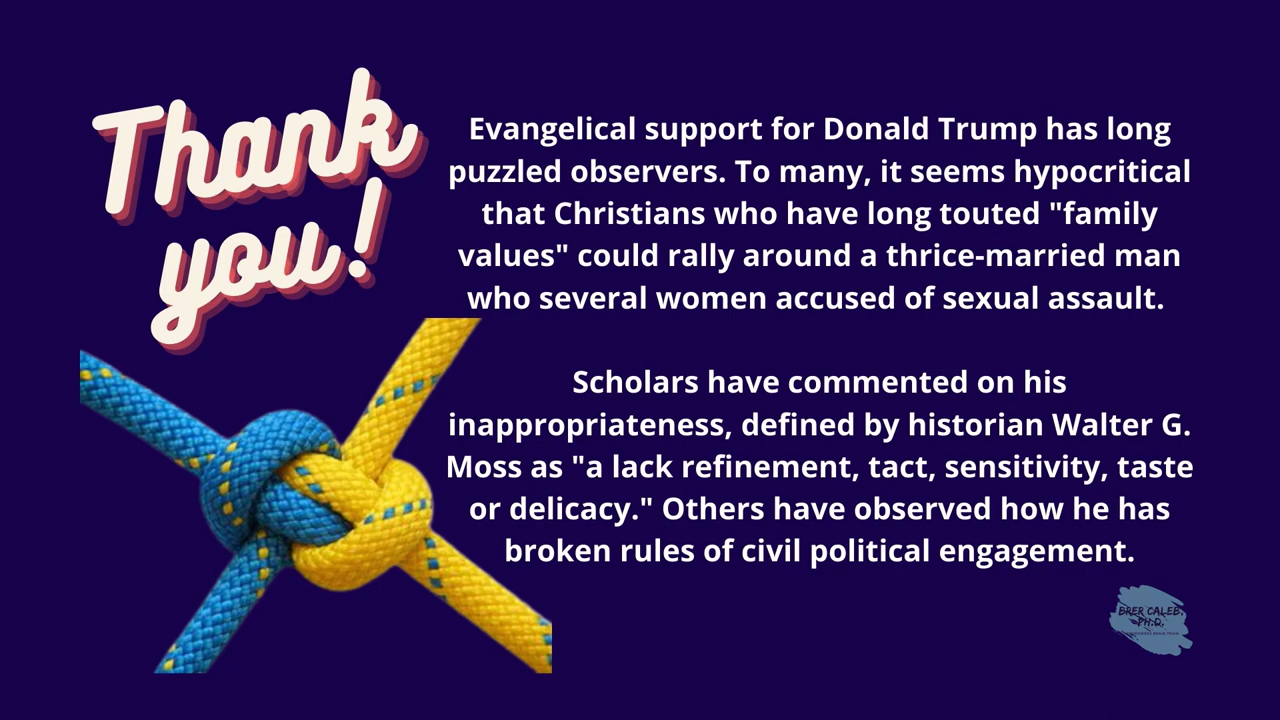 Thank
you!
Evangelical support for Donald Trump has long
puzzled observers. To many, it seems hypocritical
that Christians who have long touted "family
values" could rally around a thrice-married man
who several women accused of sexual assault.
Scholars have commented on his
inappropriateness, defined by historian Walter G.
Moss as "a lack refinement, tact, sensitivity, taste
or delicacy." Others have observed how he has
broken rules of civil political engagement.
BRER CALEB,
PH.D.